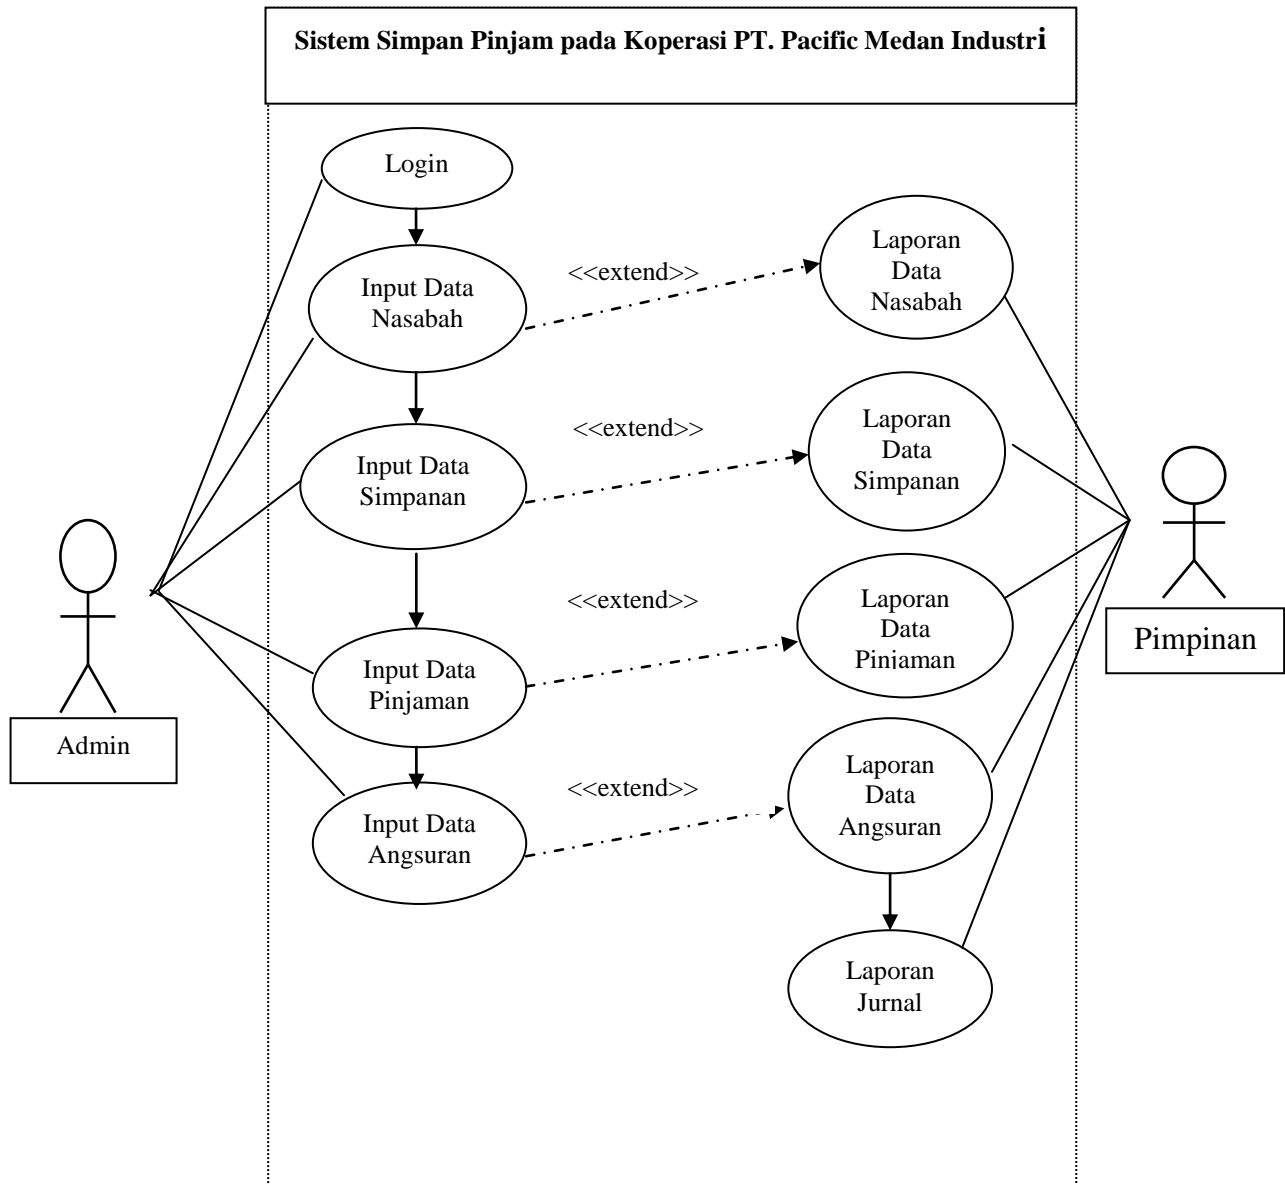 Sistem Simpan Pinjam pada Koperasi PT. Pacific Medan Industri
Login
Input Data
Nasabah
<<extend>>
Laporan
Data
Nasabah
Input Data
Simpanan
<<extend>>
Laporan
Data
Simpanan
Input Data
Pinjaman
<<extend>>
Laporan
Data
Pinjaman
Input Data
Angsuran
<<extend>>
Laporan
Data
Angsuran
Laporan
Jurnal
Admin
Pimpinan